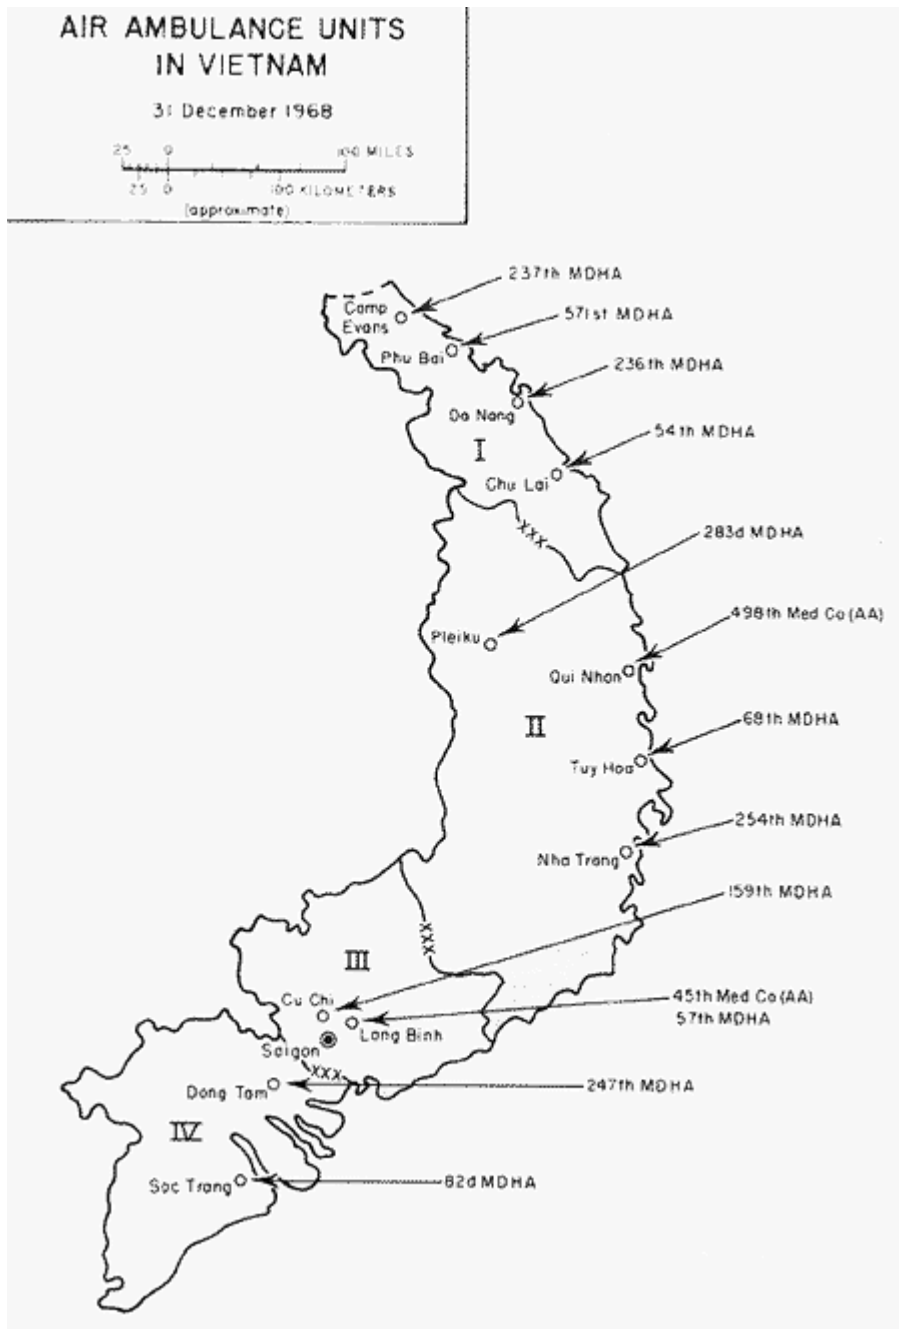 AIR AMBULANCE UNITS
IN VIETNAM
31 December 1968
25 0 100 MILES
25 0 100 KILOMETERS
(approximate)
237th MDHA
Camp
Evans
571st MDHA
Phu Bai
236th MDHA
Da Nang
54th MDHA
I
Chu Lai
XXX
283d MDHA
498th Med Co (AA)
Pleiku
Qui Nhon
II
68th MDHA
Tuy Hoa
254th MDHA
Nha Trang
159th MDHA
XXX
III
Cu Chi
45th Med Co (AA)
57th MDHA
Long Binh
Saigon
XXX
Dong Tam
247th MDHA
IV
Soc Trang
82d MDHA